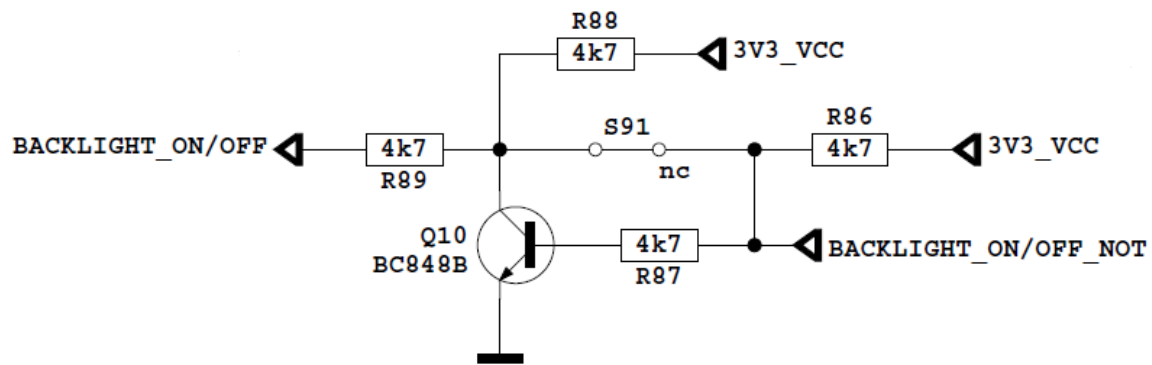 R88
4k7
3V3_VCC
S91
R86
BACKLIGHT_ON/OFF
4k7
4k7
3V3_VCC
R89
nc
Q10
BC848B
4k7
BACKLIGHT_ON/OFF_NOT
R87